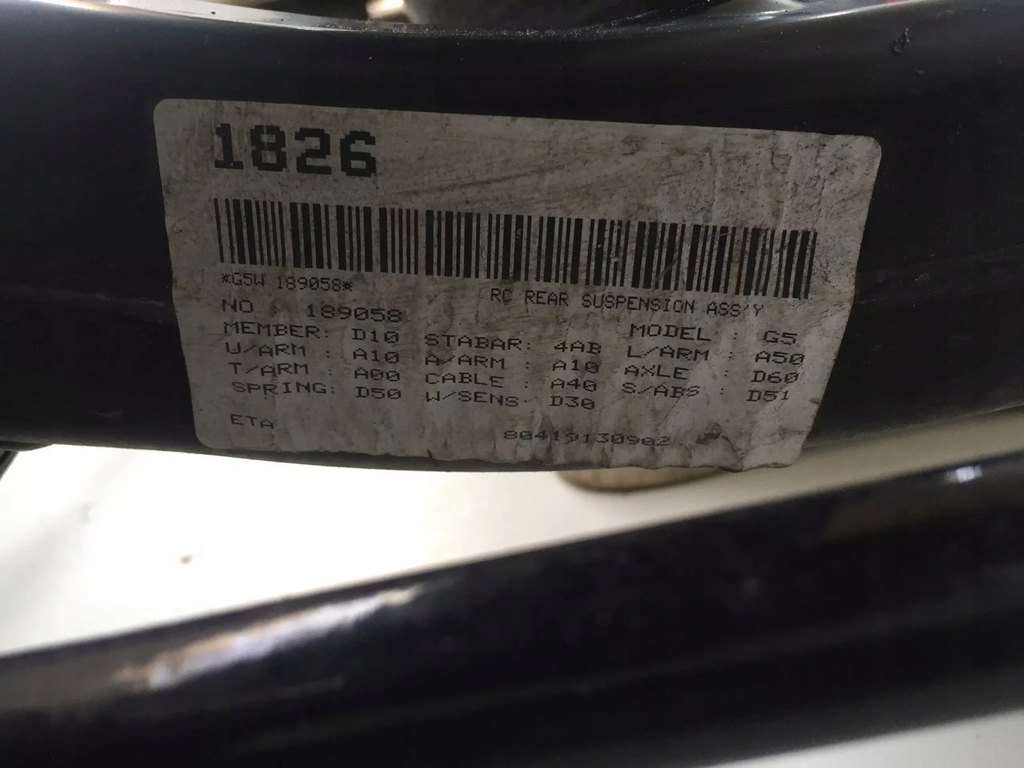 1826
*G5W 189058*
RC REAR SUSPENSION ASS'Y
NO : 189058 MODEL : G5
MEMBER: D10 STABAR: 4AB L/ARM : A50
U/ARM : A10 A/ARM : A10 AXLE : D60
T/ARM : A00 CABLE : A40 S/ABS : D51
SPRING: D50 W/SENS: D30
ETA 80419130902